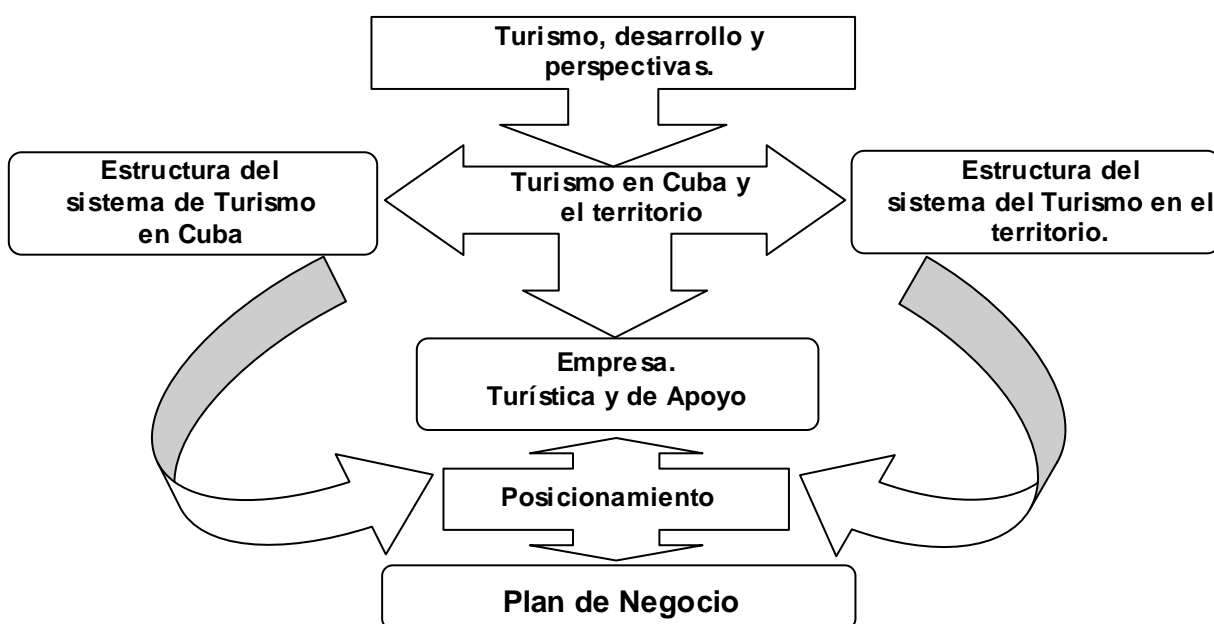 Turismo, desarrollo y
perspectivas.
Estructura del
sistema de Turismo
en Cuba
Turismo en Cuba y
el territorio
Estructura del
sistema del Turismo en el
territorio.
Empresa.
Turística y de Apoyo
Posicionamiento
Plan de Negocio